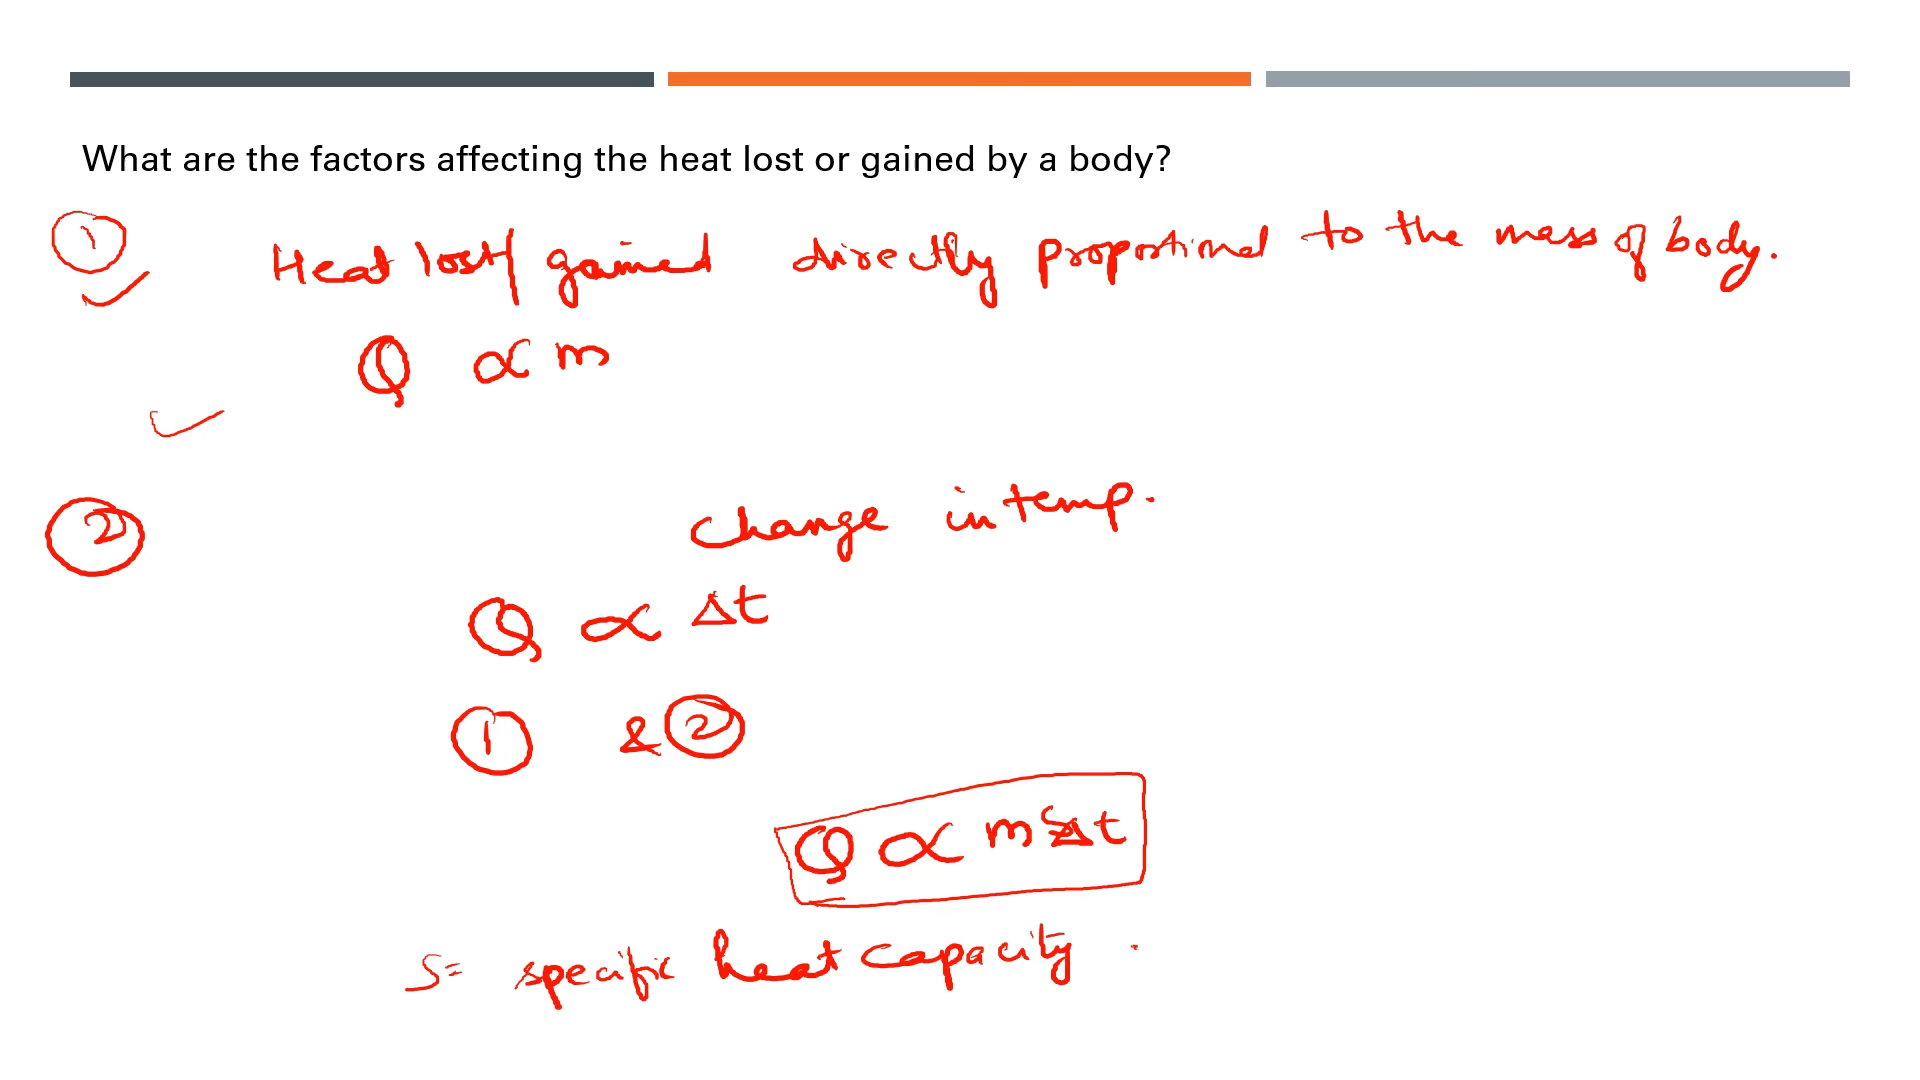 What are the factors affecting the heat lost or gained by a body?
① Heat lost/ gained directly proportional to the mass of body.
Q ∝ m
② change in temp.
Q ∝ Δt
① & ②
Q ∝ m s Δt
S = specific heat capacity.